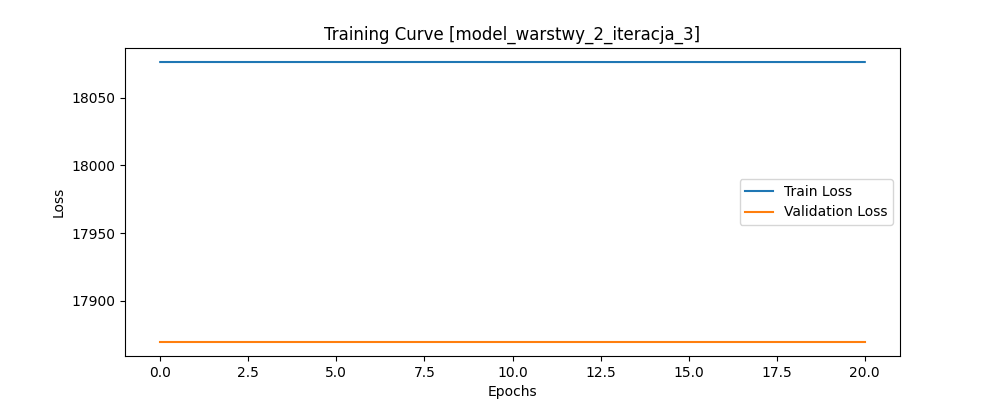 Training Curve [model_warstwy_2_iteracja_3]
18050
18000
17950
17900
Loss
Train Loss
Validation Loss
0.0 2.5 5.0 7.5 10.0 12.5 15.0 17.5 20.0
Epochs